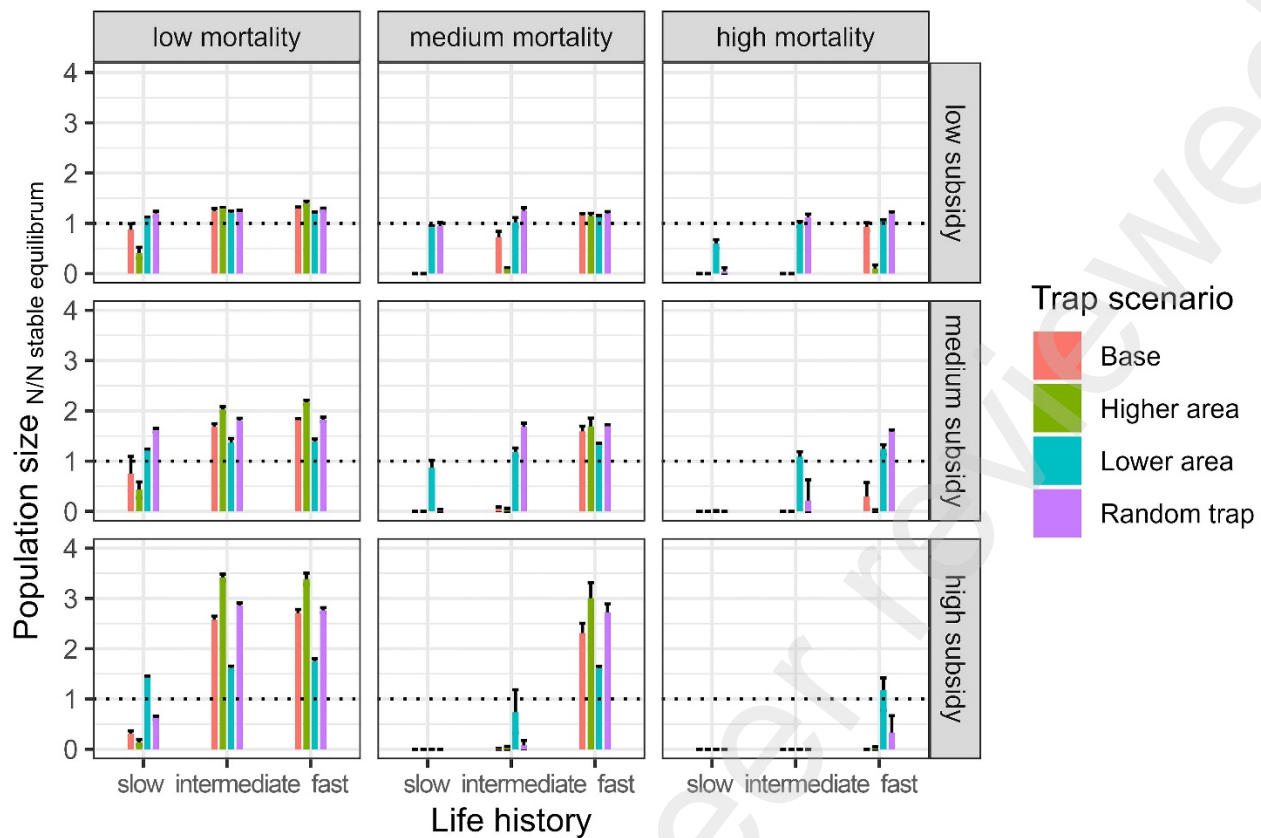 low mortality medium mortality high mortality
4
3
2
1
0
low subsidy
4
3
2
1
0
medium subsidy
4
3
2
1
0
high subsidy
slow intermediate fast slow intermediate fast slow intermediate fast
Life history
Population size N/N stable equilibrum
Trap scenario
Base
Higher area
Lower area
Random trap
eer reviewe